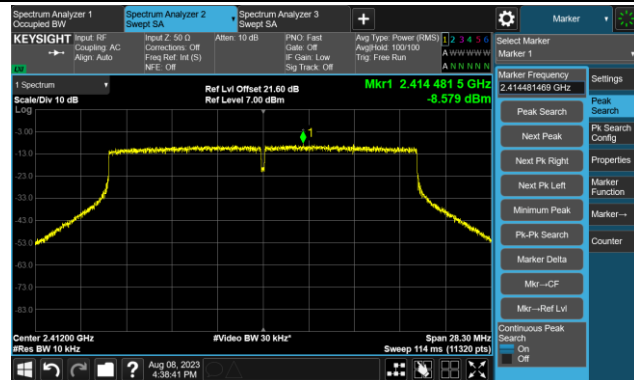 Spectrum Analyzer 1
Occupied BW
Spectrum Analyzer 2
Swept SA
Spectrum Analyzer 3
Swept SA
+
Marker
KEYSIGHT
Input: RF
Coupling: AC
Align: Auto
Input Z: 50 Ω
Corrections: Off
Freq Ref: Int (S)
NFE: Off
Atten: 10 dB
PNO: Fast
Gate: Off
IF Gain: Low
Sig Track: Off
Avg Type: Power (RMS)
Avg|Hold: 100/100
Trig: Free Run
1 2 3 4 5 6
A W W W W W
A N N N N N
Select Marker
Marker 1
LXI
1 Spectrum
Scale/Div 10 dB
Log
Ref Lvl Offset 21.60 dB
Ref Level 7.00 dBm
Mkr1 2.414 481 5 GHz
-8.579 dBm
1
-3.00
-13.0
-23.0
-33.0
-43.0
-53.0
-63.0
-73.0
-83.0
Center 2.41200 GHz
#Res BW 10 kHz
#Video BW 30 kHz*
Span 28.30 MHz
Sweep 114 ms (11320 pts)
Marker Frequency
2.414481469 GHz
Peak Search
Next Peak
Next Pk Right
Next Pk Left
Minimum Peak
Pk-Pk Search
Marker Delta
Mkr→CF
Mkr→Ref Lvl
Continuous Peak
Search
On
Off
Settings
Peak
Search
Pk Search
Config
Properties
Marker
Function
Marker→
Counter
?
Aug 08, 2023
4:38:41 PM